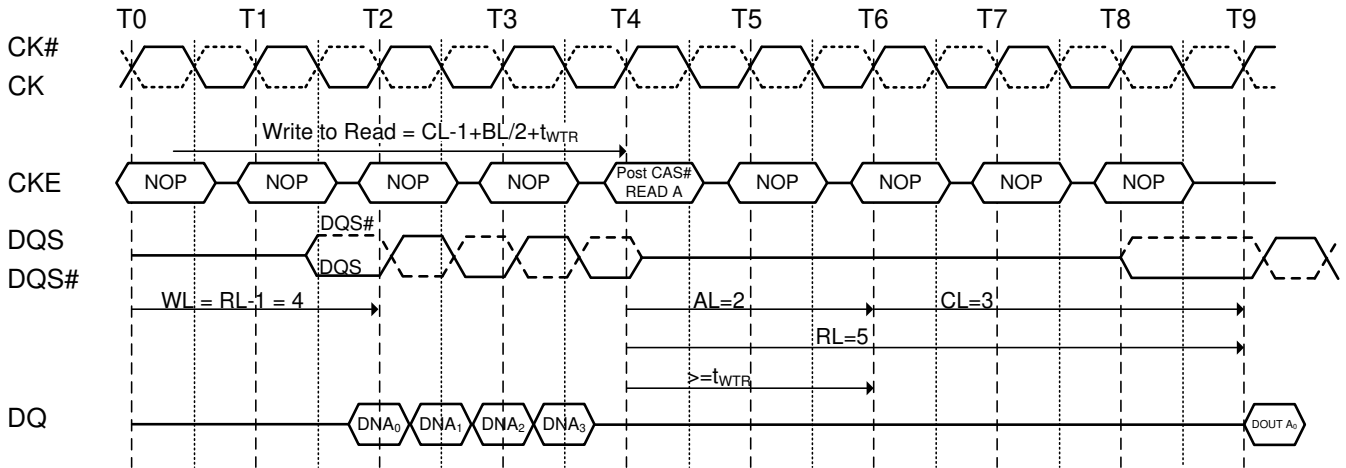 T0 T1 T2 T3 T4 T5 T6 T7 T8 T9
CK#
CK
Write to Read = CL-1+BL/2+tWTR
CKE NOP NOP NOP NOP Post CAS# READ A NOP NOP NOP NOP
DQS DQS#
DQS# DQS
WL = RL-1 = 4 AL=2 CL=3
RL=5
>=tWTR
DQ DNA0 DNA1 DNA2 DNA3 DOUT A0